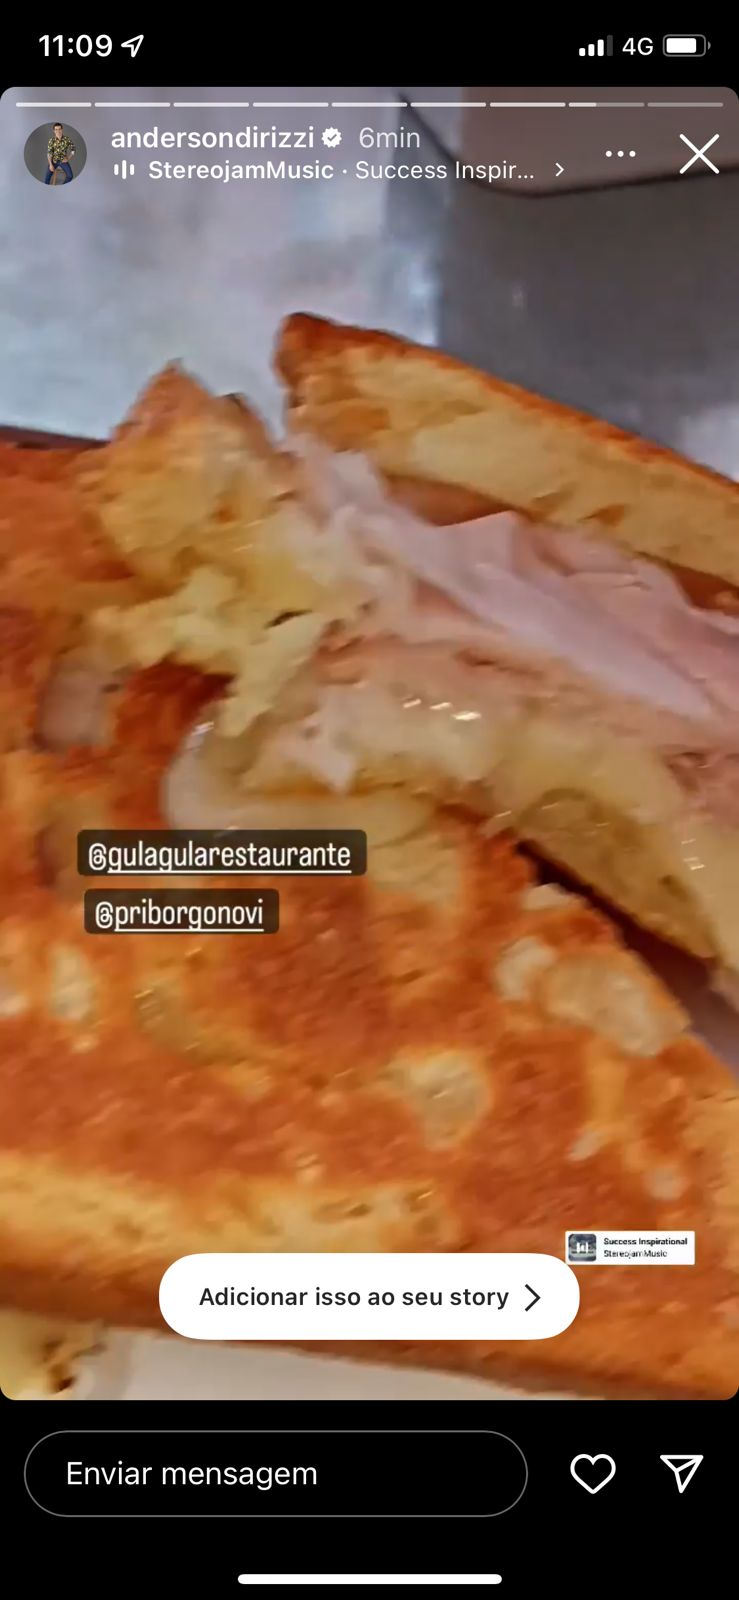 11:09
4G
andersondirizzi 6min
StereojamMusic · Success Inspir...
@gulagularestaurante
@priborgonovi
Success Inspirational
StereojamMusic
Adicionar isso ao seu story
Enviar mensagem